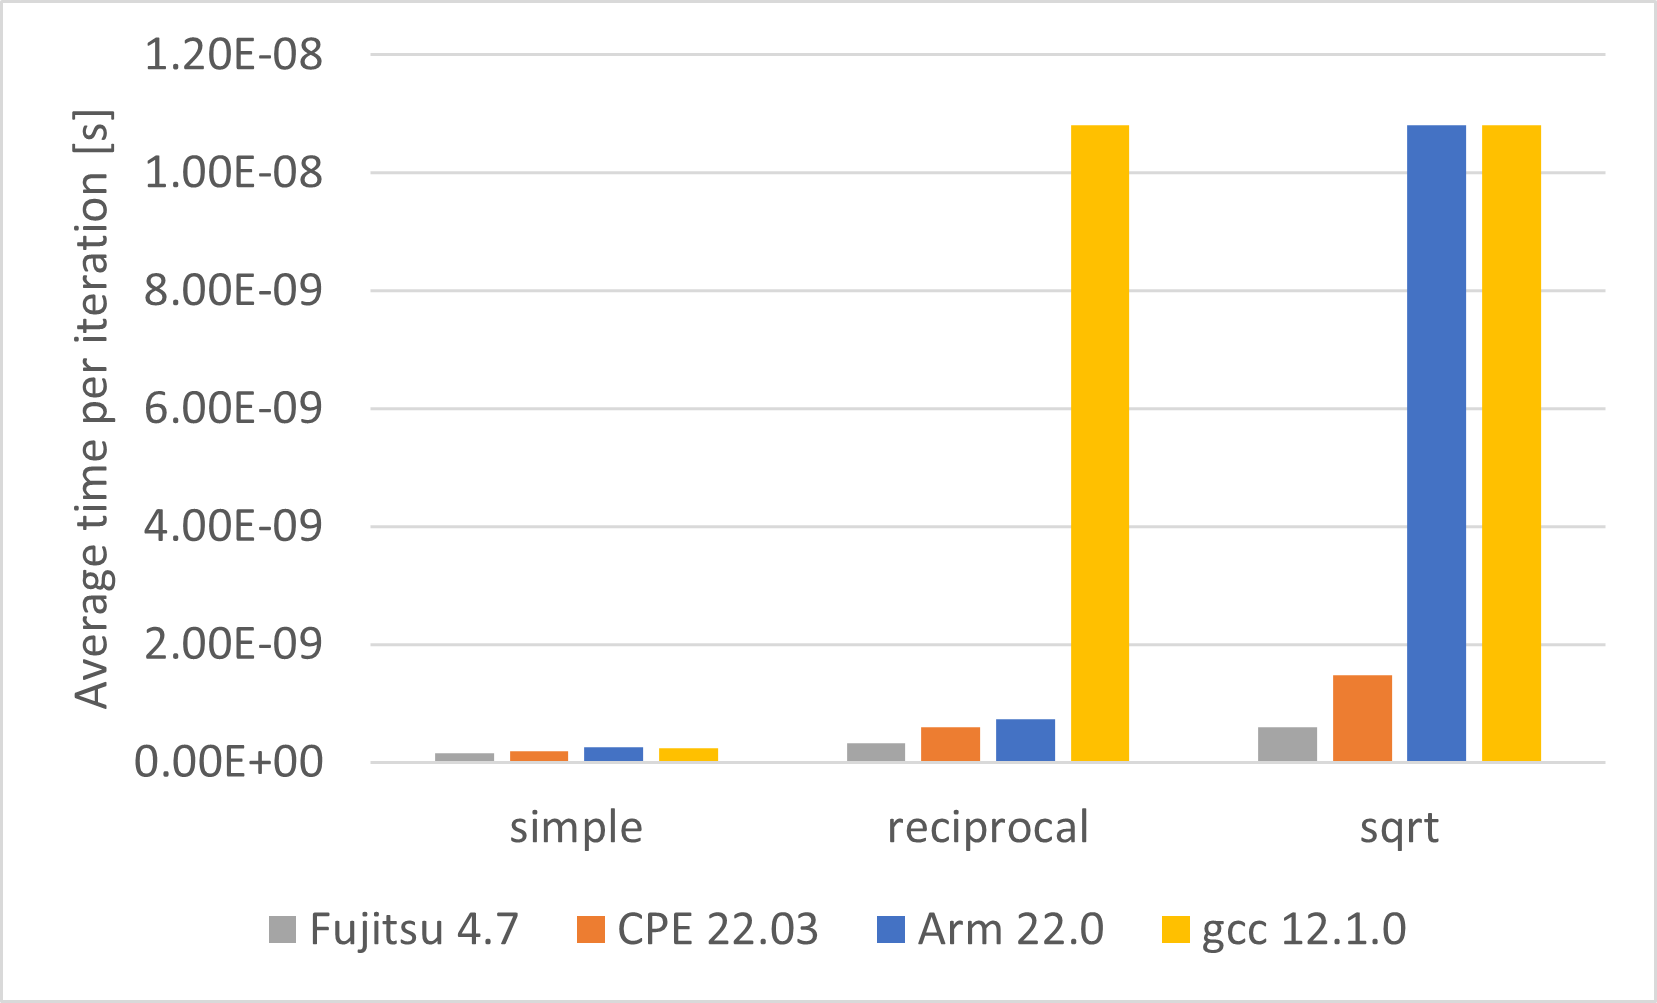 Average time per iteration [s]
1.20E-08
1.00E-08
8.00E-09
6.00E-09
4.00E-09
2.00E-09
0.00E+00
simple reciprocal sqrt
Fujitsu 4.7 CPE 22.03 Arm 22.0 gcc 12.1.0